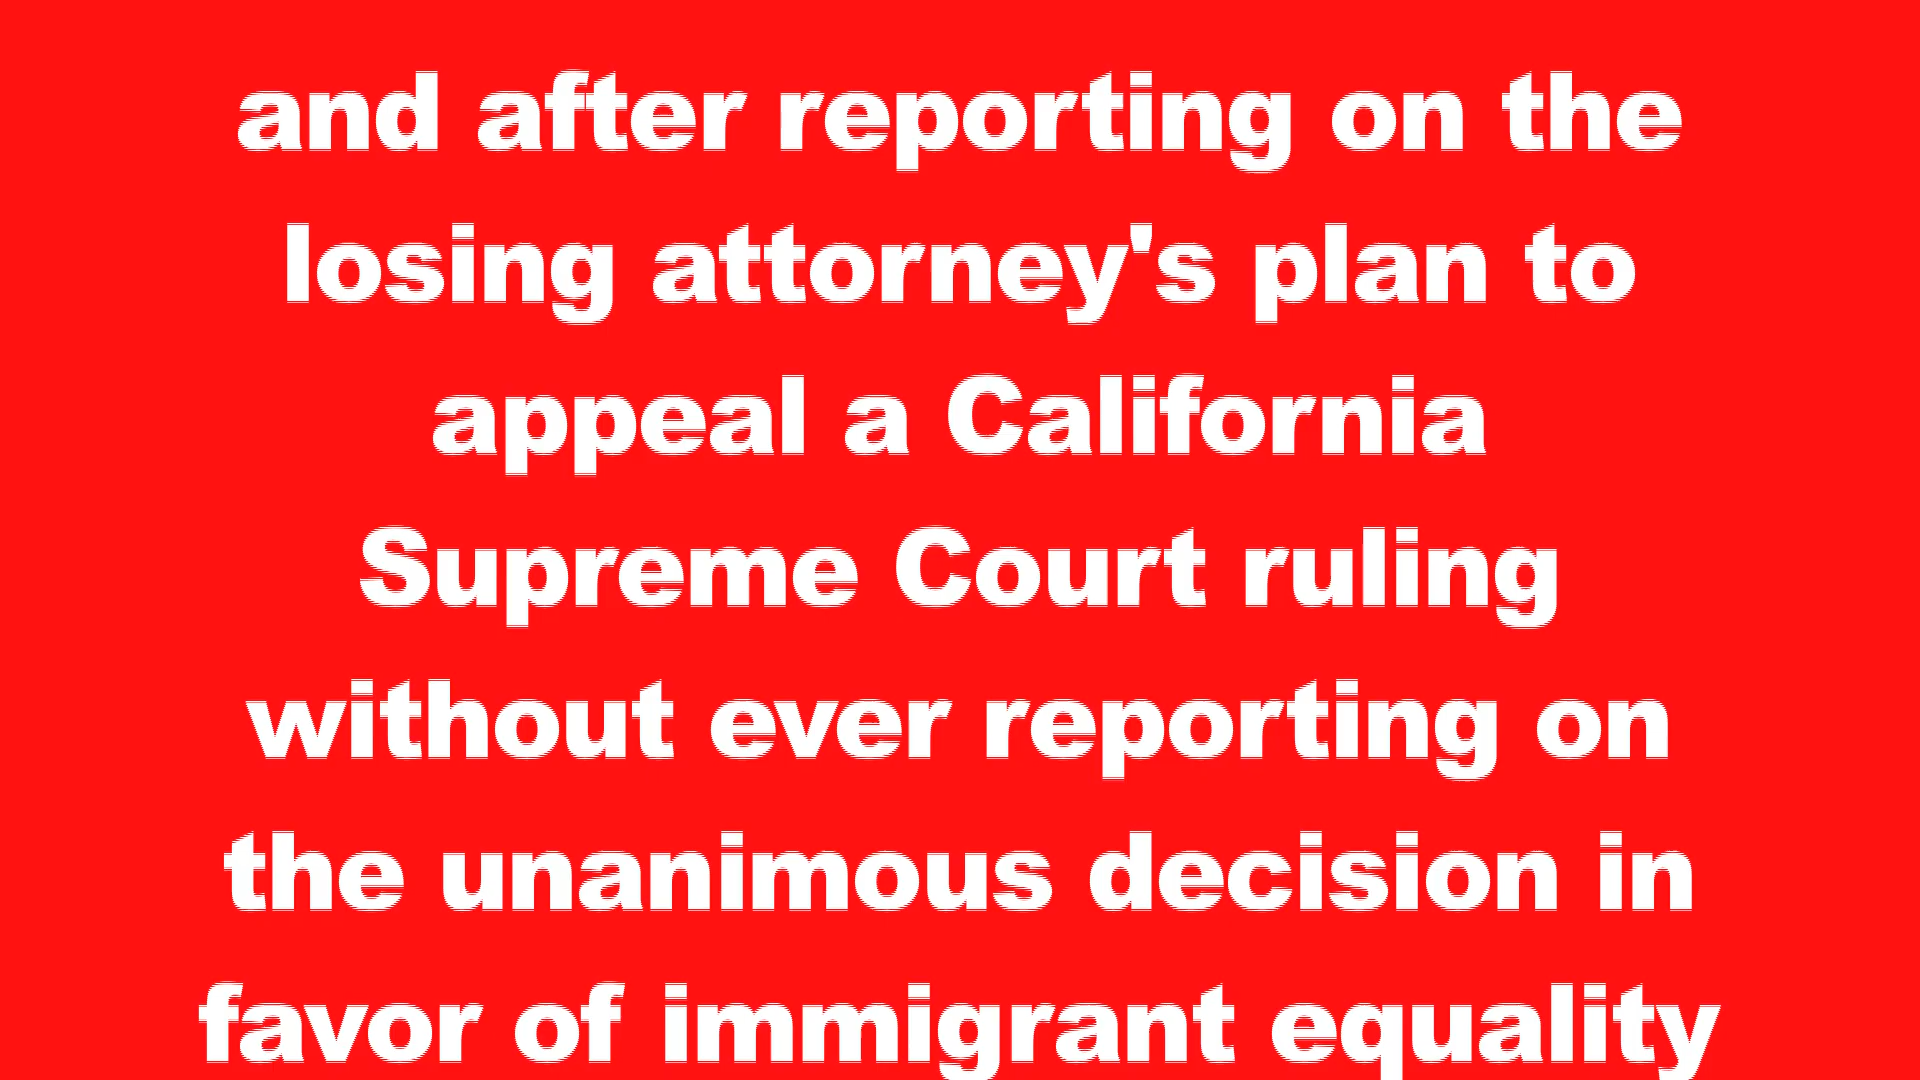 and after reporting on the
losing attorney's plan to
appeal a California
Supreme Court ruling
without ever reporting on
the unanimous decision in
favor of immigrant equality